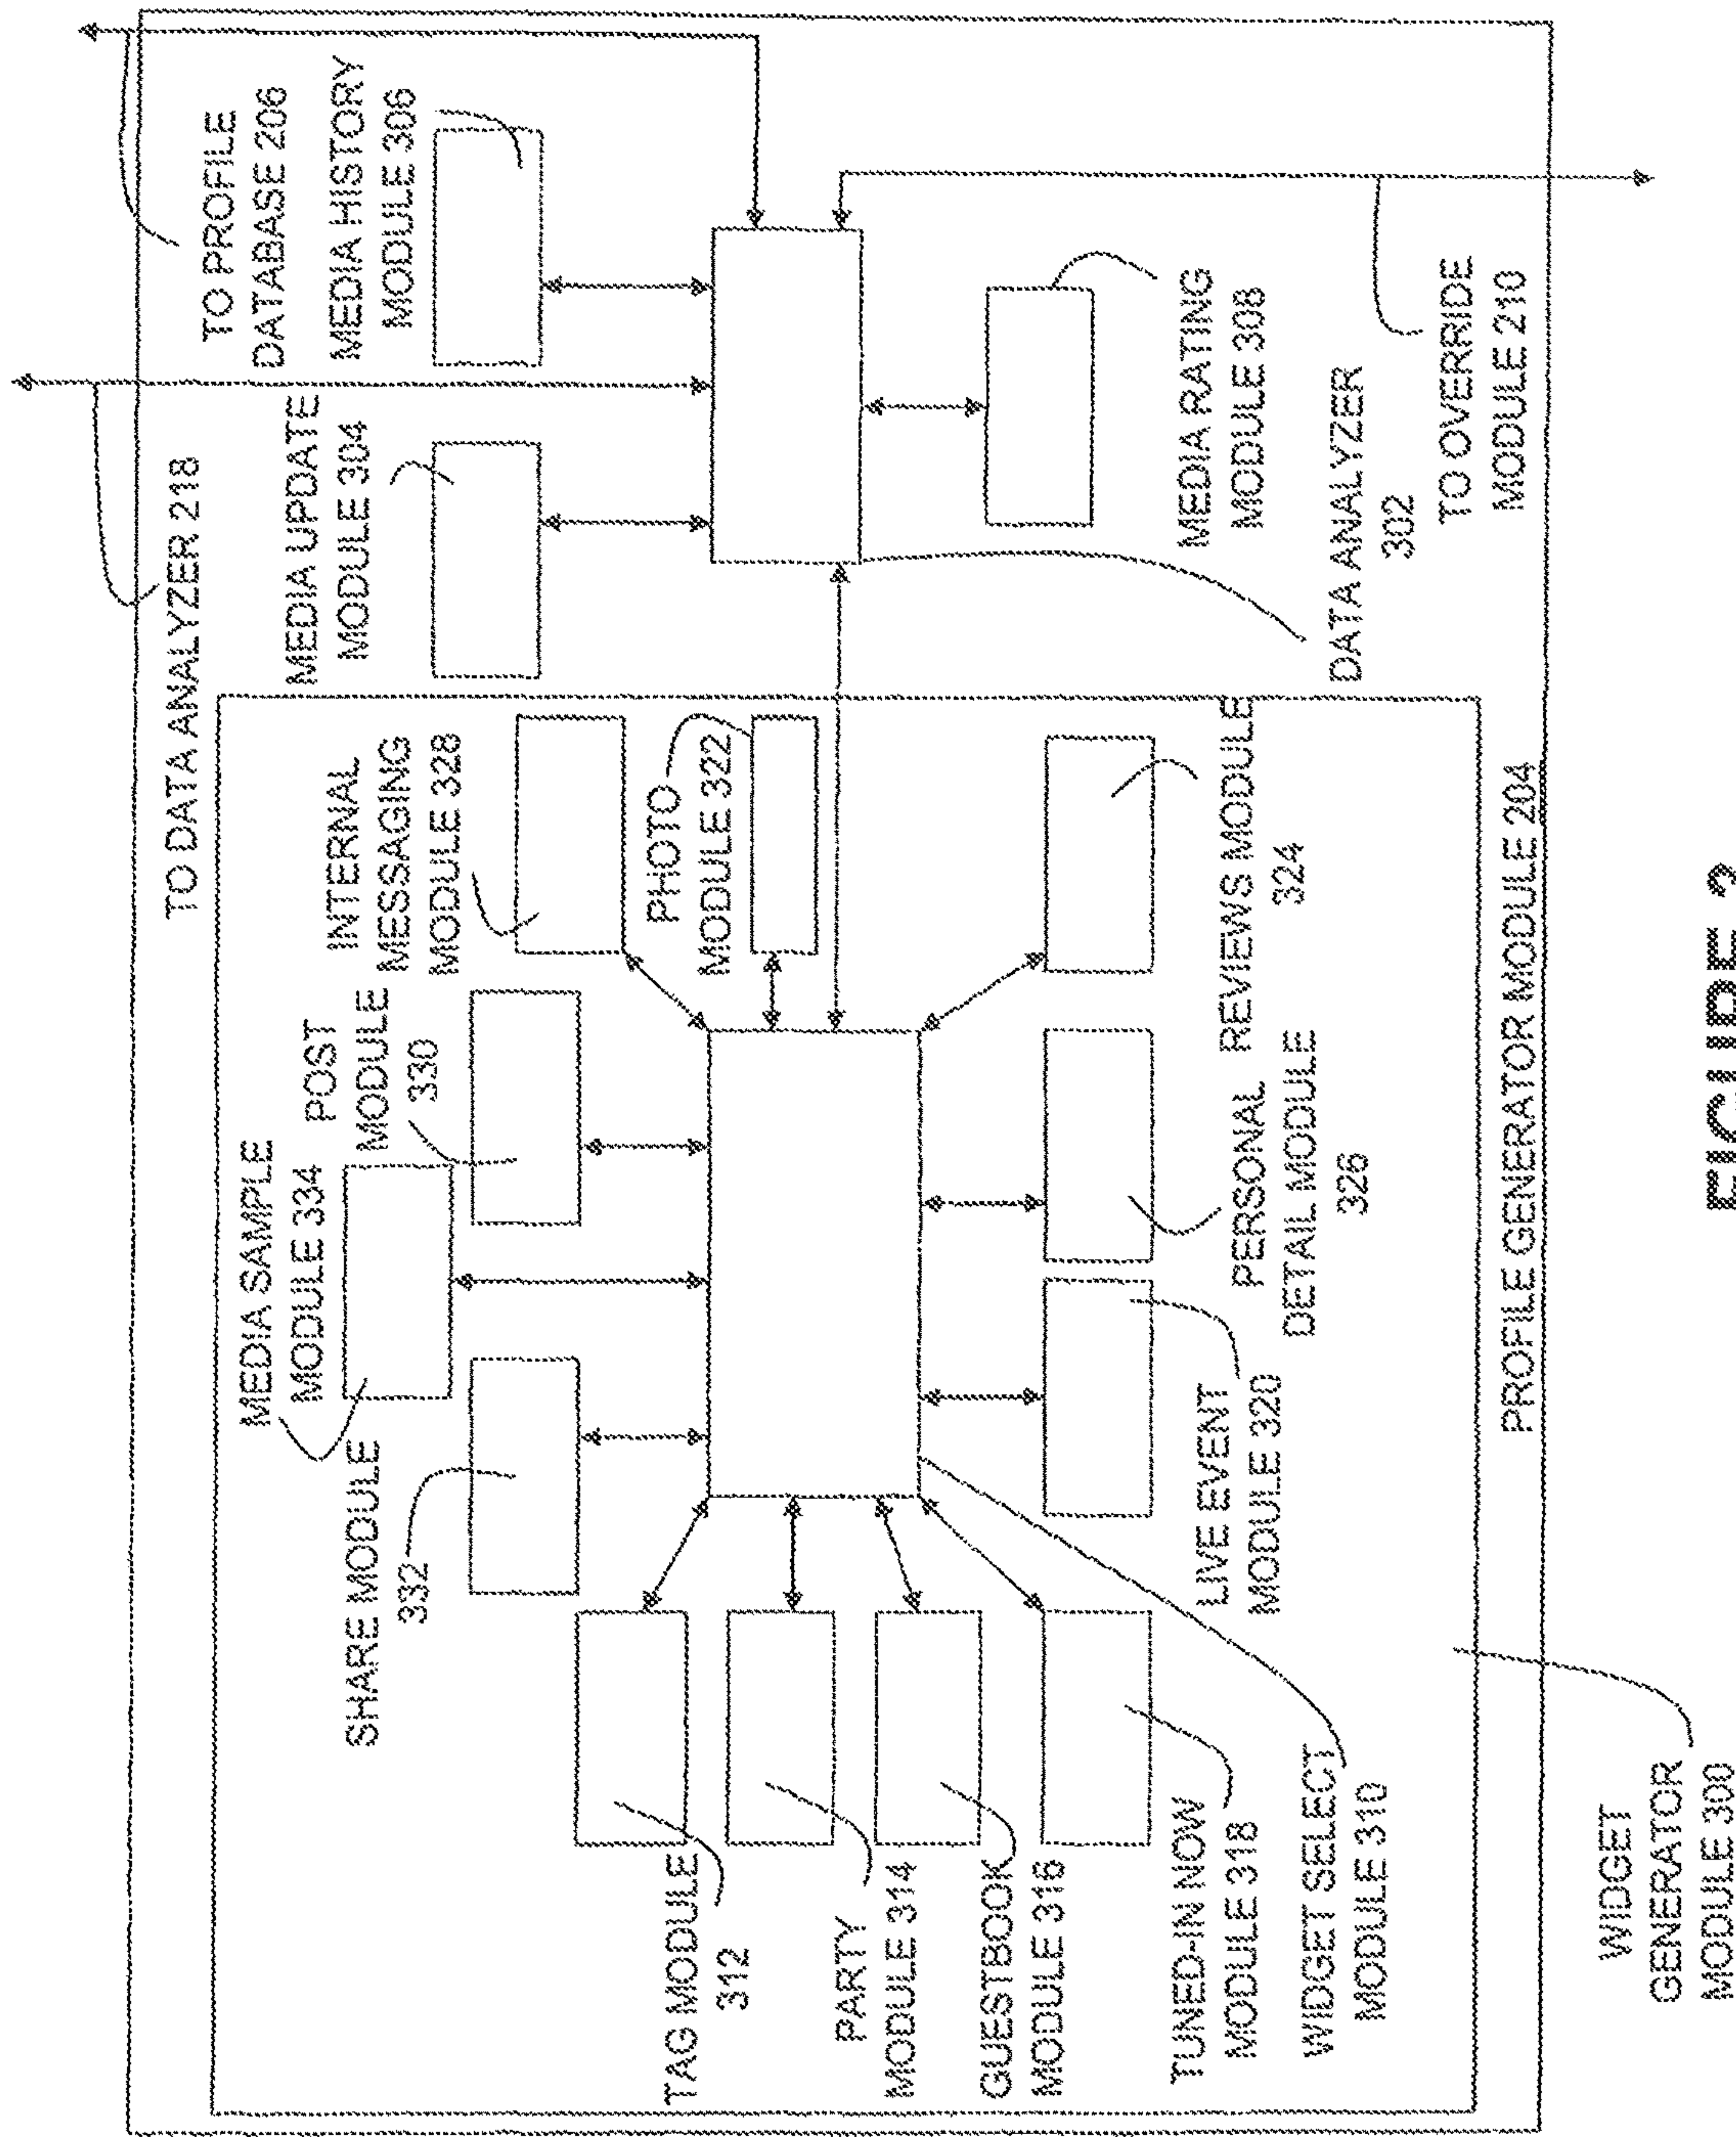 TO PROFILE
DATABASE 206
MEDIA HISTORY
MODULE 306
TO DATA ANALYZER 218
MEDIA UPDATE
MODULE 304
INTERNAL
MESSAGING
MODULE 328
PHOTO
MODULE 322
POST
MODULE
330
MEDIA SAMPLE
MODULE 334
SHARE MODULE
332
TAG MODULE
312
PARTY
MODULE 314
GUESTBOOK
MODULE 316
TUNED-IN NOW
MODULE 318
WIDGET SELECT
MODULE 310
LIVE EVENT
MODULE 320
PERSONAL
DETAIL MODULE
326
REVIEWS MODULE
324
MEDIA RATING
MODULE 308
DATA ANALYZER
302
TO OVERRIDE
MODULE 210
PROFILE GENERATOR MODULE 204
WIDGET
GENERATOR
MODULE 300
FIGURE